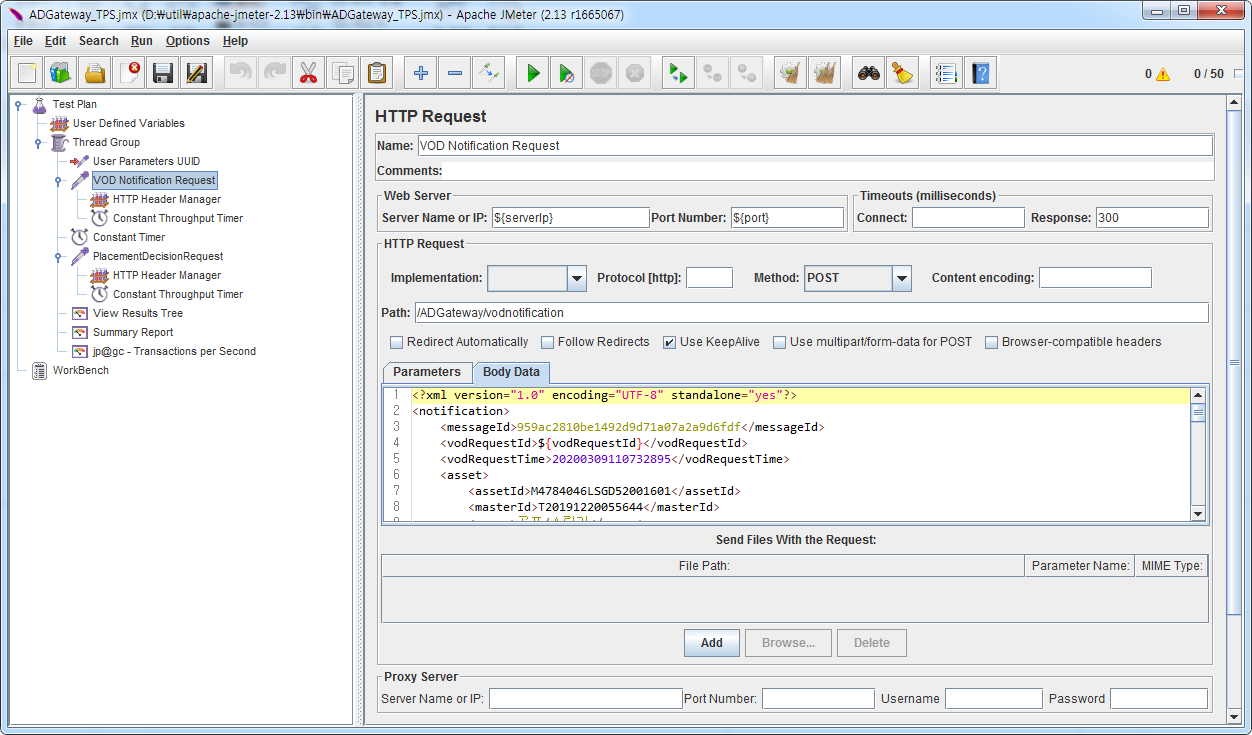 ADGateway_TPS.jmx (D:₩util₩apache-jmeter-2.13₩bin₩ADGateway_TPS.jmx) - Apache JMeter (2.13 r1665067)
File Edit Search Run Options Help
STOP 0 0 / 50
Test Plan
User Defined Variables
Thread Group
User Parameters UUID
VOD Notification Request
HTTP Header Manager
Constant Throughput Timer
Constant Timer
PlacementDecisionRequest
HTTP Header Manager
Constant Throughput Timer
View Results Tree
Summary Report
jp@gc - Transactions per Second
WorkBench
HTTP Request
Name: VOD Notification Request
Comments:
Web Server
Server Name or IP: ${serverIp} Port Number: ${port}
Timeouts (milliseconds)
Connect: Response: 300
HTTP Request
Implementation: Protocol [http]: Method: POST Content encoding:
Path: /ADGateway/vodnotification
Redirect Automatically Follow Redirects Use KeepAlive Use multipart/form-data for POST Browser-compatible headers
Parameters Body Data
1 <?xml version="1.0" encoding="UTF-8" standalone="yes"?>
2 <notification>
3 <messageId>959ac2810be1492d9d71a07a2a9d6fdf</messageId>
4 <vodRequestId>${vodRequestId}</vodRequestId>
5 <vodRequestTime>20200309110732895</vodRequestTime>
6 <asset>
7 <assetId>M4784046LSGD52001601</assetId>
8 <masterId>T20191220055644</masterId>
Send Files With the Request:
File Path: Parameter Name: MIME Type:
Add Browse... Delete
Proxy Server
Server Name or IP: Port Number: Username Password